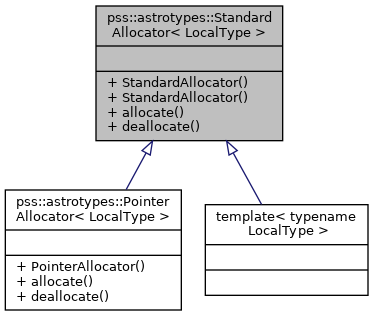 pss::astrotypes::Standard
Allocator< LocalType >
+ StandardAllocator()
+ StandardAllocator()
+ allocate()
+ deallocate()
pss::astrotypes::Pointer
Allocator< LocalType >
+ PointerAllocator()
+ allocate()
+ deallocate()
template< typename
LocalType >